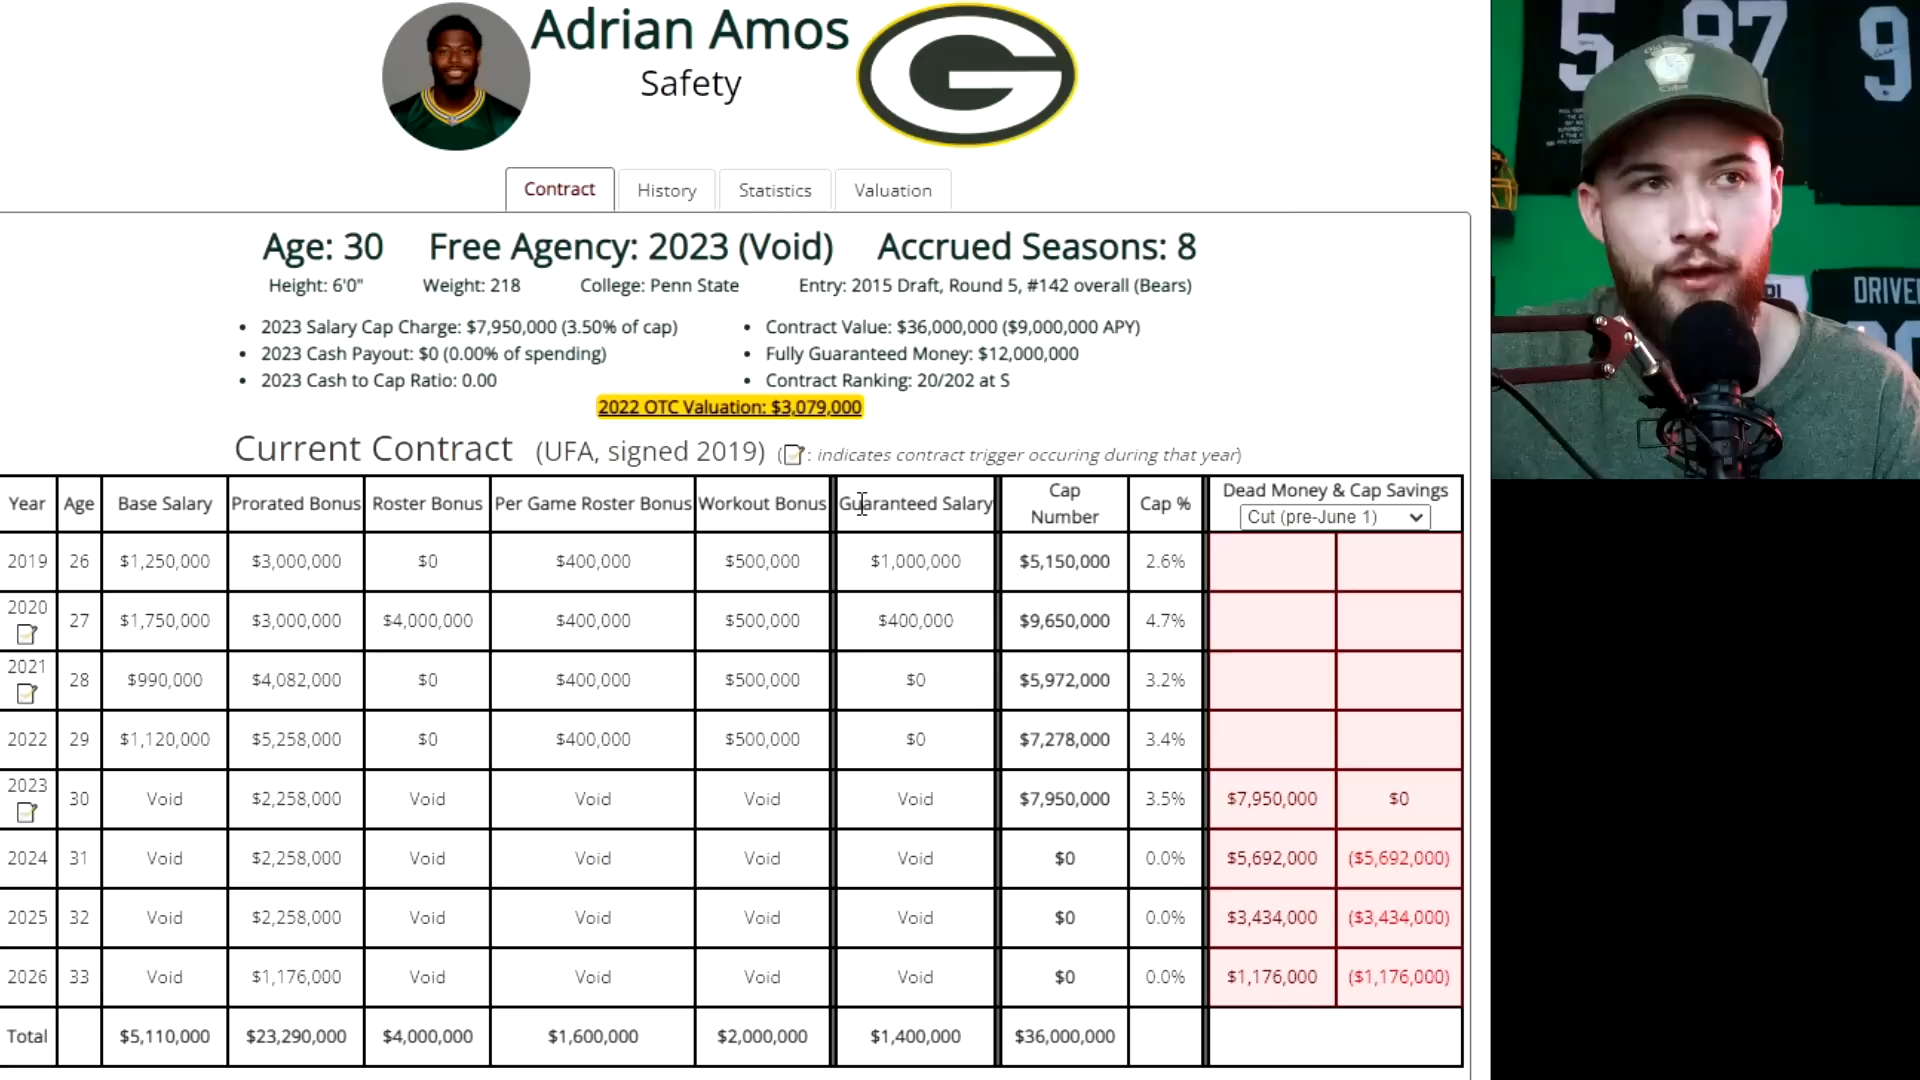 Adrian Amos
Safety
G
Contract History Statistics Valuation
Age: 30 Free Agency: 2023 (Void) Accrued Seasons: 8
Height: 6'0" Weight: 218 College: Penn State Entry: 2015 Draft, Round 5, #142 overall (Bears)
• 2023 Salary Cap Charge: $7,950,000 (3.50% of cap) • Contract Value: $36,000,000 ($9,000,000 APY)
• 2023 Cash Payout: $0 (0.00% of spending) • Fully Guaranteed Money: $12,000,000
• 2023 Cash to Cap Ratio: 0.00 • Contract Ranking: 20/202 at S
2022 OTC Valuation: $3,079,000
Current Contract (UFA, signed 2019) (: indicates contract trigger occuring during that year)
Year Age Base Salary Prorated Bonus Roster Bonus Per Game Roster Bonus Workout Bonus Guaranteed Salary Cap Number Cap % Dead Money & Cap Savings
Cut (pre-June 1)
2019 26 $1,250,000 $3,000,000 $0 $400,000 $500,000 $1,000,000 $5,150,000 2.6%
2020 27 $1,750,000 $3,000,000 $4,000,000 $400,000 $500,000 $400,000 $9,650,000 4.7%
2021 28 $990,000 $4,082,000 $0 $400,000 $500,000 $0 $5,972,000 3.2%
2022 29 $1,120,000 $5,258,000 $0 $400,000 $500,000 $0 $7,278,000 3.4%
2023 30 Void $2,258,000 Void Void Void Void $7,950,000 3.5% $7,950,000 $0
2024 31 Void $2,258,000 Void Void Void Void $0 0.0% $5,692,000 ($5,692,000)
2025 32 Void $2,258,000 Void Void Void Void $0 0.0% $3,434,000 ($3,434,000)
2026 33 Void $1,176,000 Void Void Void Void $0 0.0% $1,176,000 ($1,176,000)
Total $5,110,000 $23,290,000 $4,000,000 $1,600,000 $2,000,000 $1,400,000 $36,000,000
5 87 9
DRIVE